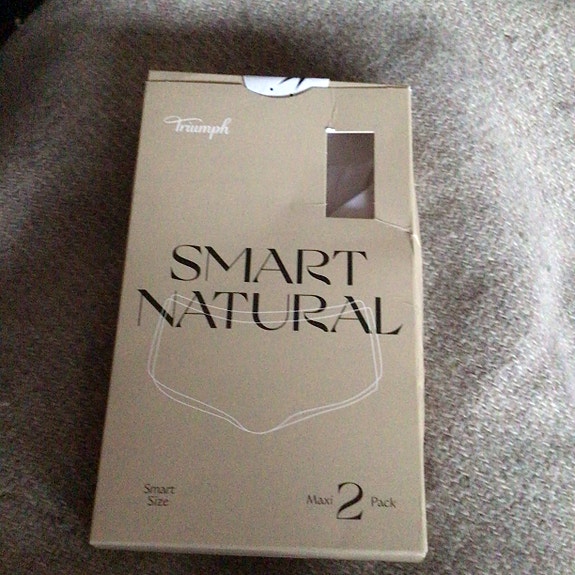 Triumph
SMART
NATURAL
Smart
Size
Maxi 2 Pack